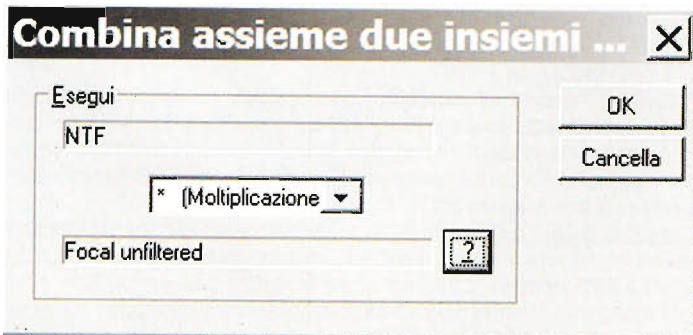 Combina assieme due insiemi ...
Esegui
NTF
* (Moltiplicazione
Focal unfiltered
?
OK
Cancella